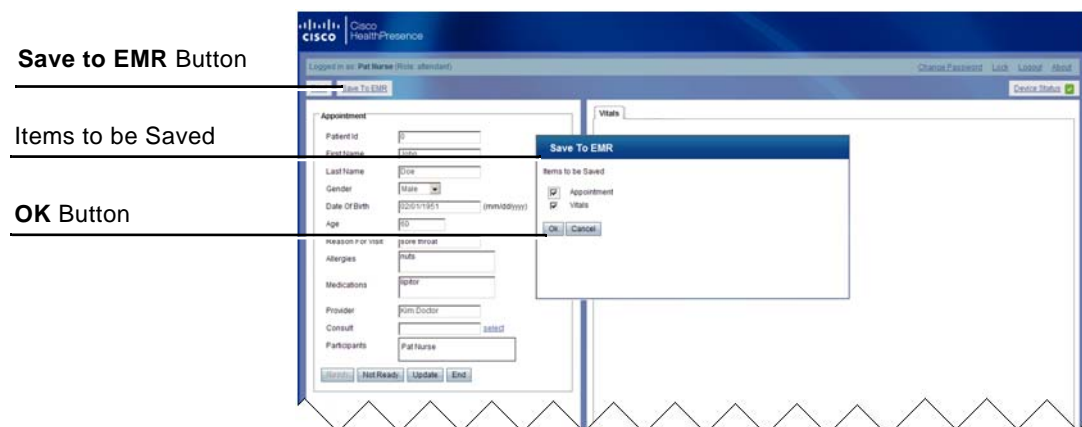 Save to EMR Button
Items to be Saved
OK Button
CISCO
Cisco
HealthPresence
Logged in as: Pat Nurse (Role: attendant)
Change Password Lock Logout About
Save To EMR
Device Status
Appointment
Patient Id 0
First Name John
Last Name Doe
Gender Male
Date Of Birth 02/01/1951 (mm/dd/yyyy)
Age 60
Reason For Visit sore throat
Allergies nuts
Medications lipitor
Provider Kim Doctor
Consult select
Participants Pat Nurse
Ready Not Ready Update End
Vitals
Save To EMR
Items to be Saved
Appointment
Vitals
Ok Cancel